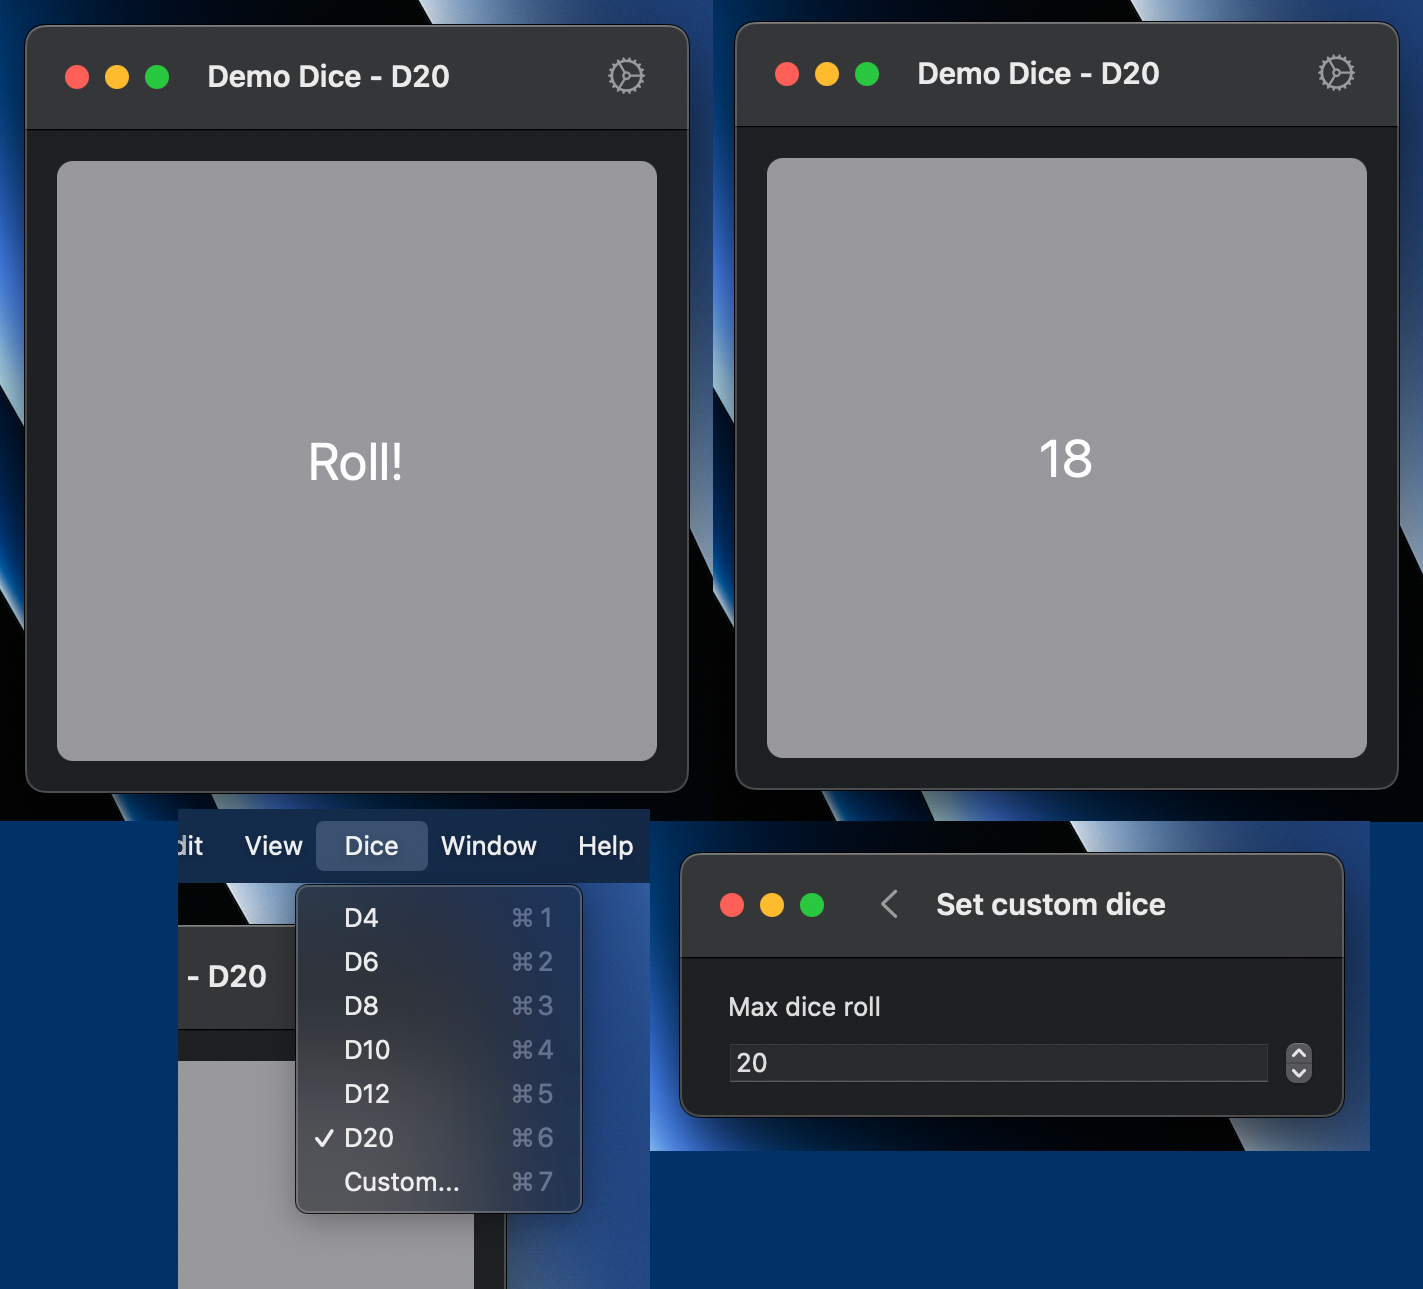 Demo Dice - D20
Roll!
Demo Dice - D20
18
dit View Dice Window Help
- D20
D4 ⌘1
D6 ⌘2
D8 ⌘3
D10 ⌘4
D12 ⌘5
✓ D20 ⌘6
Custom... ⌘7
Set custom dice
Max dice roll
20